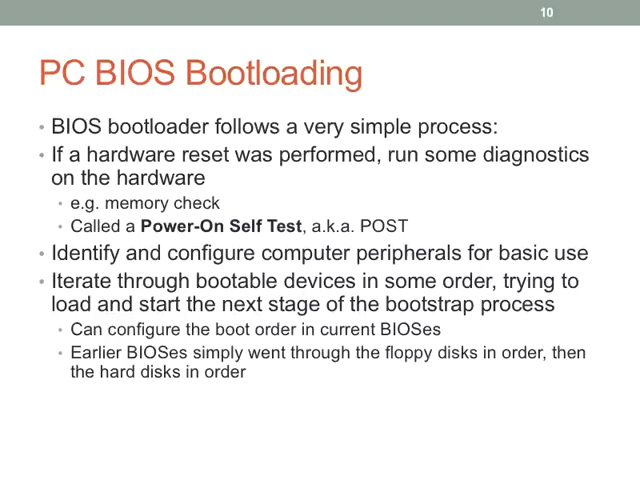 10
PC BIOS Bootloading
• BIOS bootloader follows a very simple process:
• If a hardware reset was performed, run some diagnostics
on the hardware
• e.g. memory check
• Called a Power-On Self Test, a.k.a. POST
• Identify and configure computer peripherals for basic use
• Iterate through bootable devices in some order, trying to
load and start the next stage of the bootstrap process
• Can configure the boot order in current BIOSes
• Earlier BIOSes simply went through the floppy disks in order, then
the hard disks in order